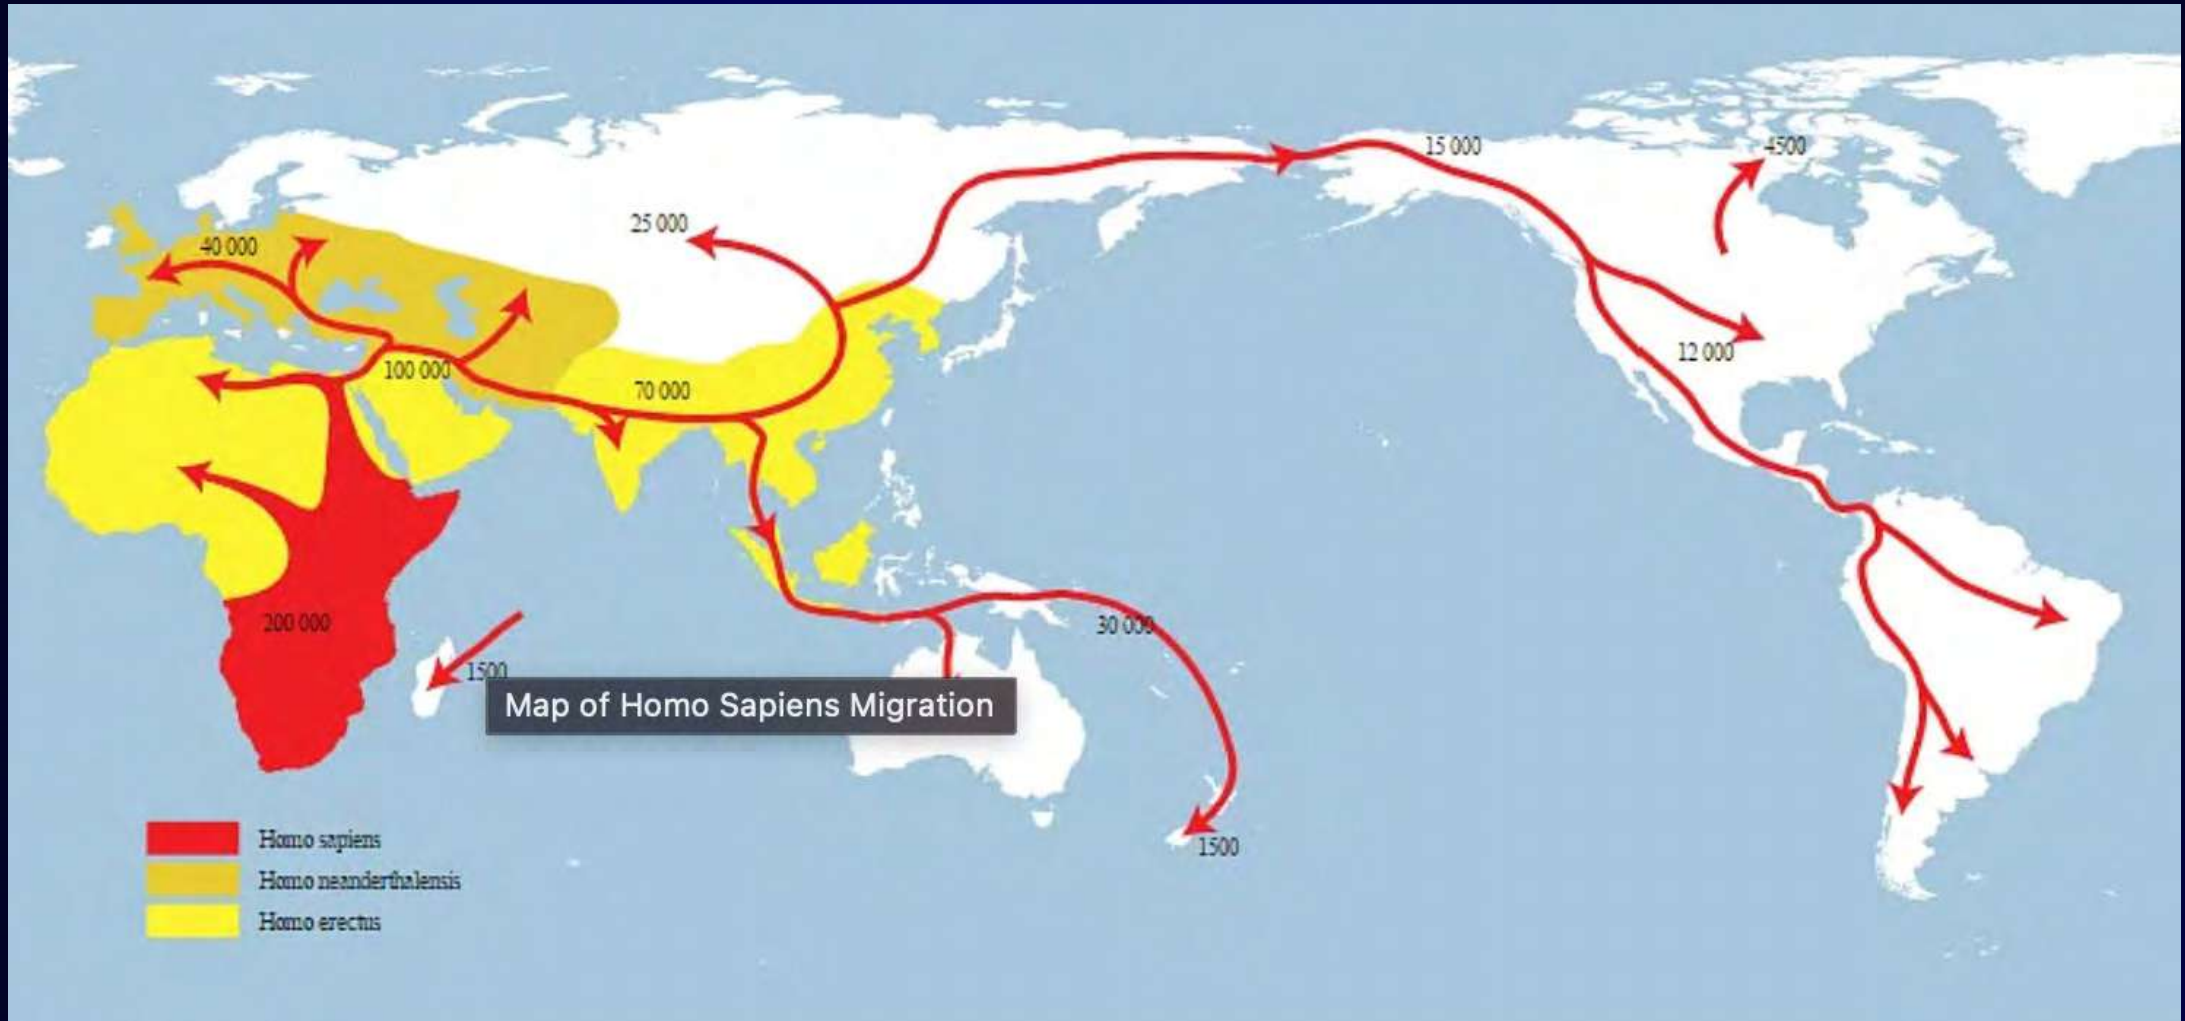 15 000
4500
25 000
40 000
12 000
100 000
70 000
200 000
30 000
1500
Map of Homo Sapiens Migration
1500
Homo sapiens
Homo neanderthalensis
Homo erectus